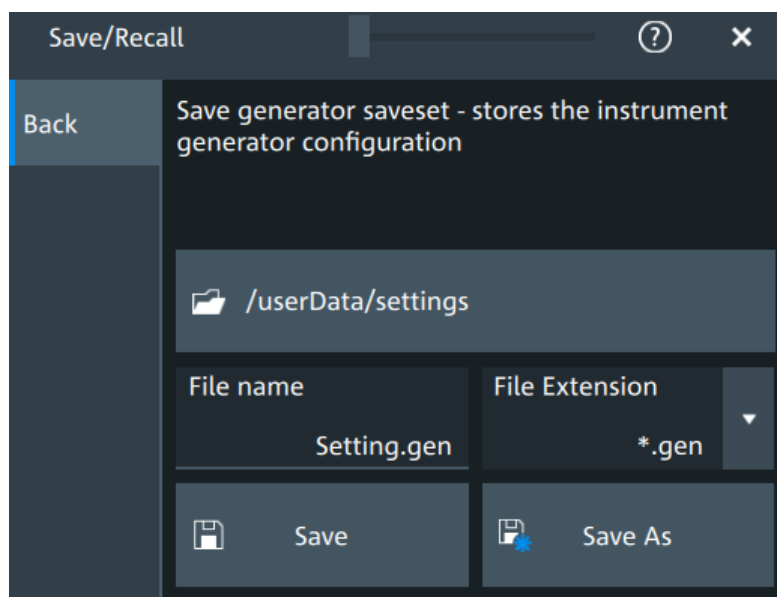 Save/Recall
?
Back
Save generator saveset - stores the instrument
generator configuration
/userData/settings
File name
File Extension
Setting.gen
*.gen
Save
Save As